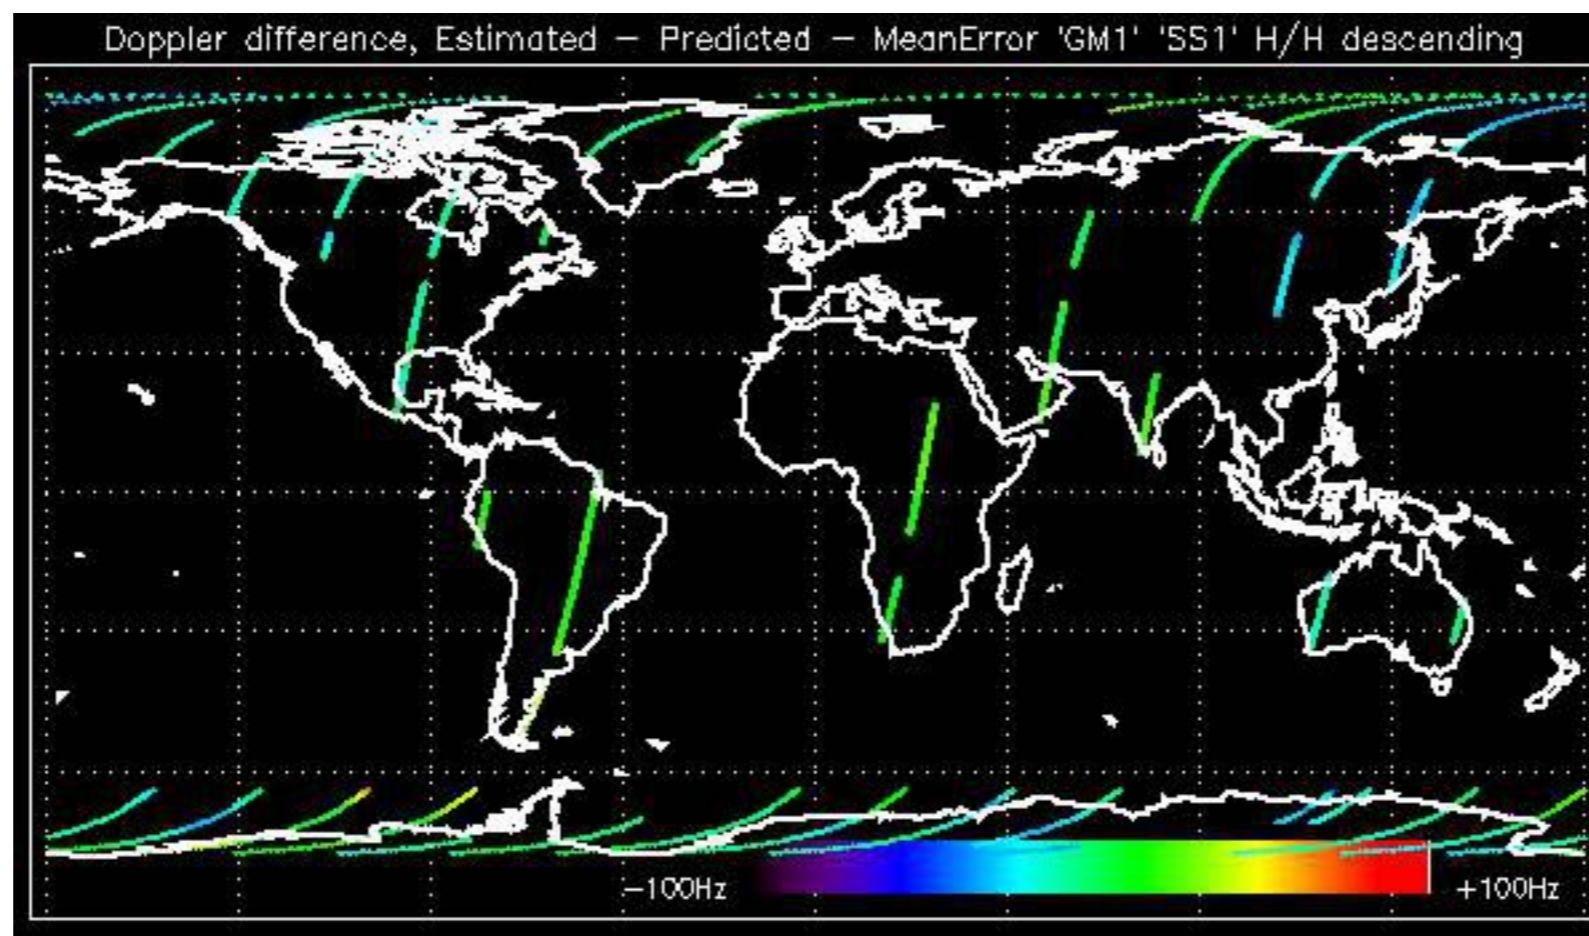 Doppler difference, Estimated – Predicted – MeanError 'GM1' 'SS1' H/H descending
–100Hz
+100Hz